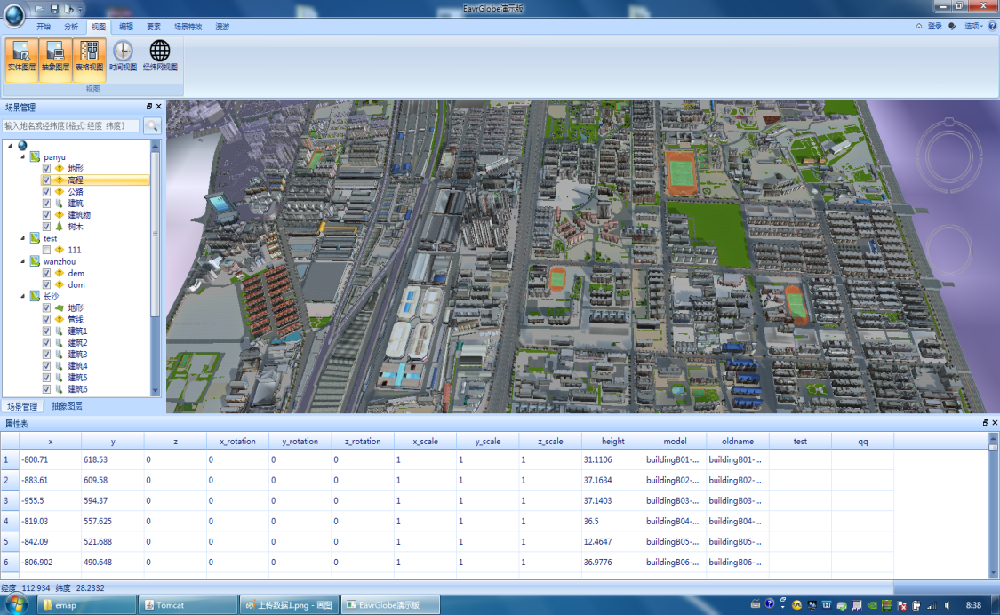 EavrGlobe演示版
开始 分析 视图 编辑 要素 场景特效 漫游
登录 选项
实体图层 抽象图层 表格视图 时间视图 经纬网视图
视图
场景管理
输入地名或经纬度[格式:经度 纬度]
panyu
地形
高程
公路
建筑
建筑物
树木
test
111
wanzhou
dem
dom
长沙
地形
管线
建筑1
建筑2
建筑3
建筑4
建筑5
建筑6
场景管理 抽象图层
属性表
x y z x_rotation y_rotation z_rotation x_scale y_scale z_scale height model oldname test qq
1 -800.71 618.53 0 0 0 0 1 1 1 31.1106 buildingB01-... buildingB01-...
2 -883.61 609.58 0 0 0 0 1 1 1 37.1634 buildingB02-... buildingB02-...
3 -955.5 594.37 0 0 0 0 1 1 1 37.1403 buildingB03-... buildingB03-...
4 -819.03 557.625 0 0 0 0 1 1 1 36.5 buildingB04-... buildingB04-...
5 -842.09 521.688 0 0 0 0 1 1 1 12.4647 buildingB05-... buildingB05-...
6 -806.902 490.648 0 0 0 0 1 1 1 36.9776 buildingB06-... buildingB06-...
经度 112.934 纬度 28.2332
emap Tomcat 上传数据1.png - 画图 EavrGlobe演示版 8:38